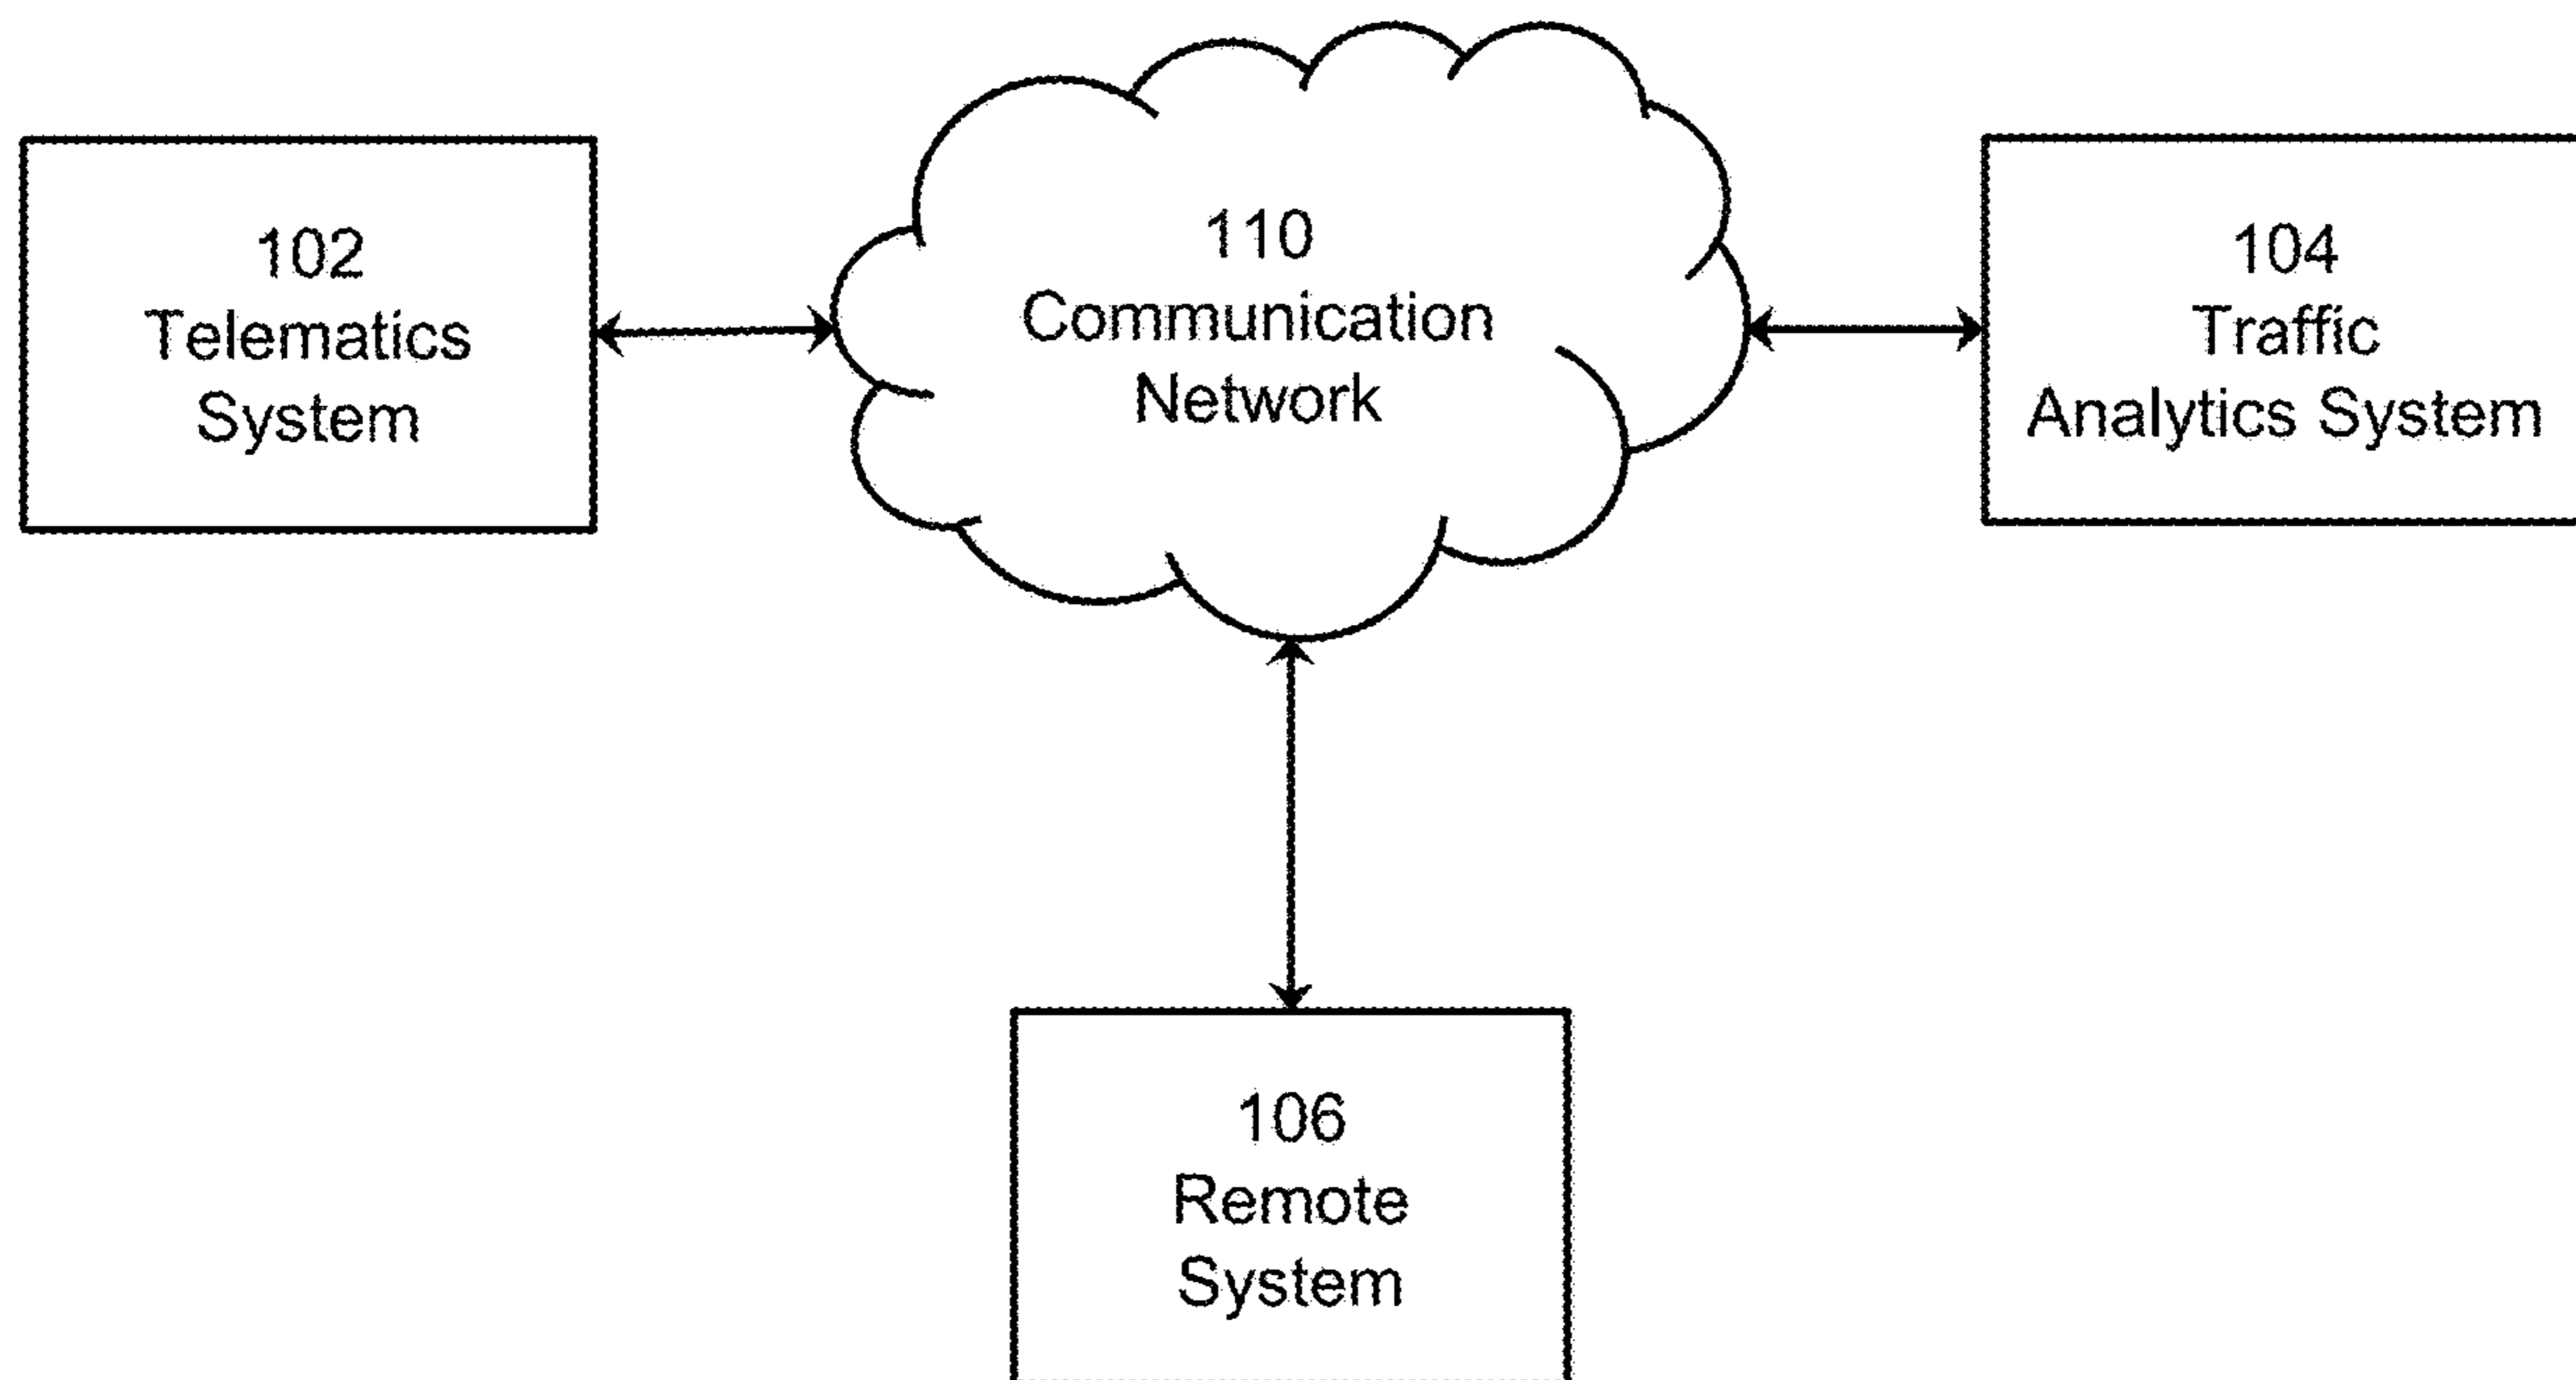 102
Telematics
System
110
Communication
Network
104
Traffic
Analytics System
106
Remote
System